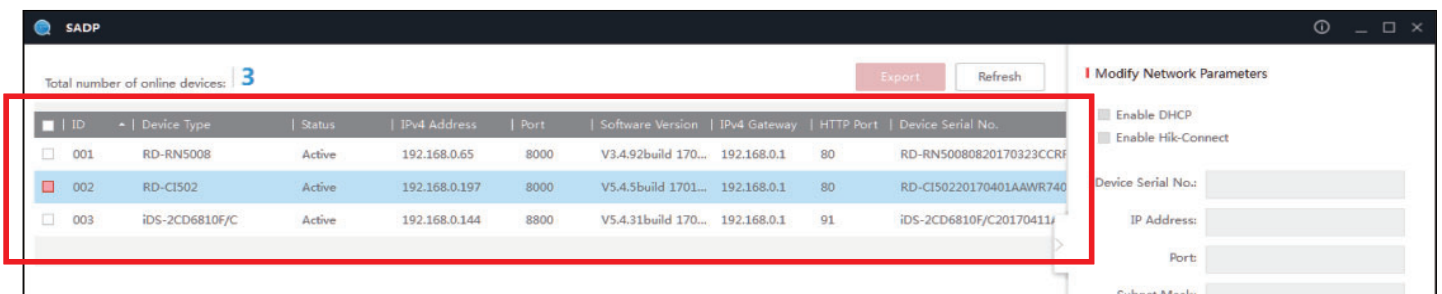 SADP
Total number of online devices: 3
Export
Refresh
ID | Device Type | Status | IPv4 Address | Port | Software Version | IPv4 Gateway | HTTP Port | Device Serial No.
001 RD-RN5008 Active 192.168.0.65 8000 V3.4.92build 170... 192.168.0.1 80 RD-RN50080820170323CCRR
002 RD-CI502 Active 192.168.0.197 8000 V5.4.5build 1701... 192.168.0.1 80 RD-CI50220170401AAWR740
003 iDS-2CD6810F/C Active 192.168.0.144 8800 V5.4.31build 170... 192.168.0.1 91 iDS-2CD6810F/C20170411A
Modify Network Parameters
Enable DHCP
Enable Hik-Connect
Device Serial No.:
IP Address:
Port:
Subnet Mask: